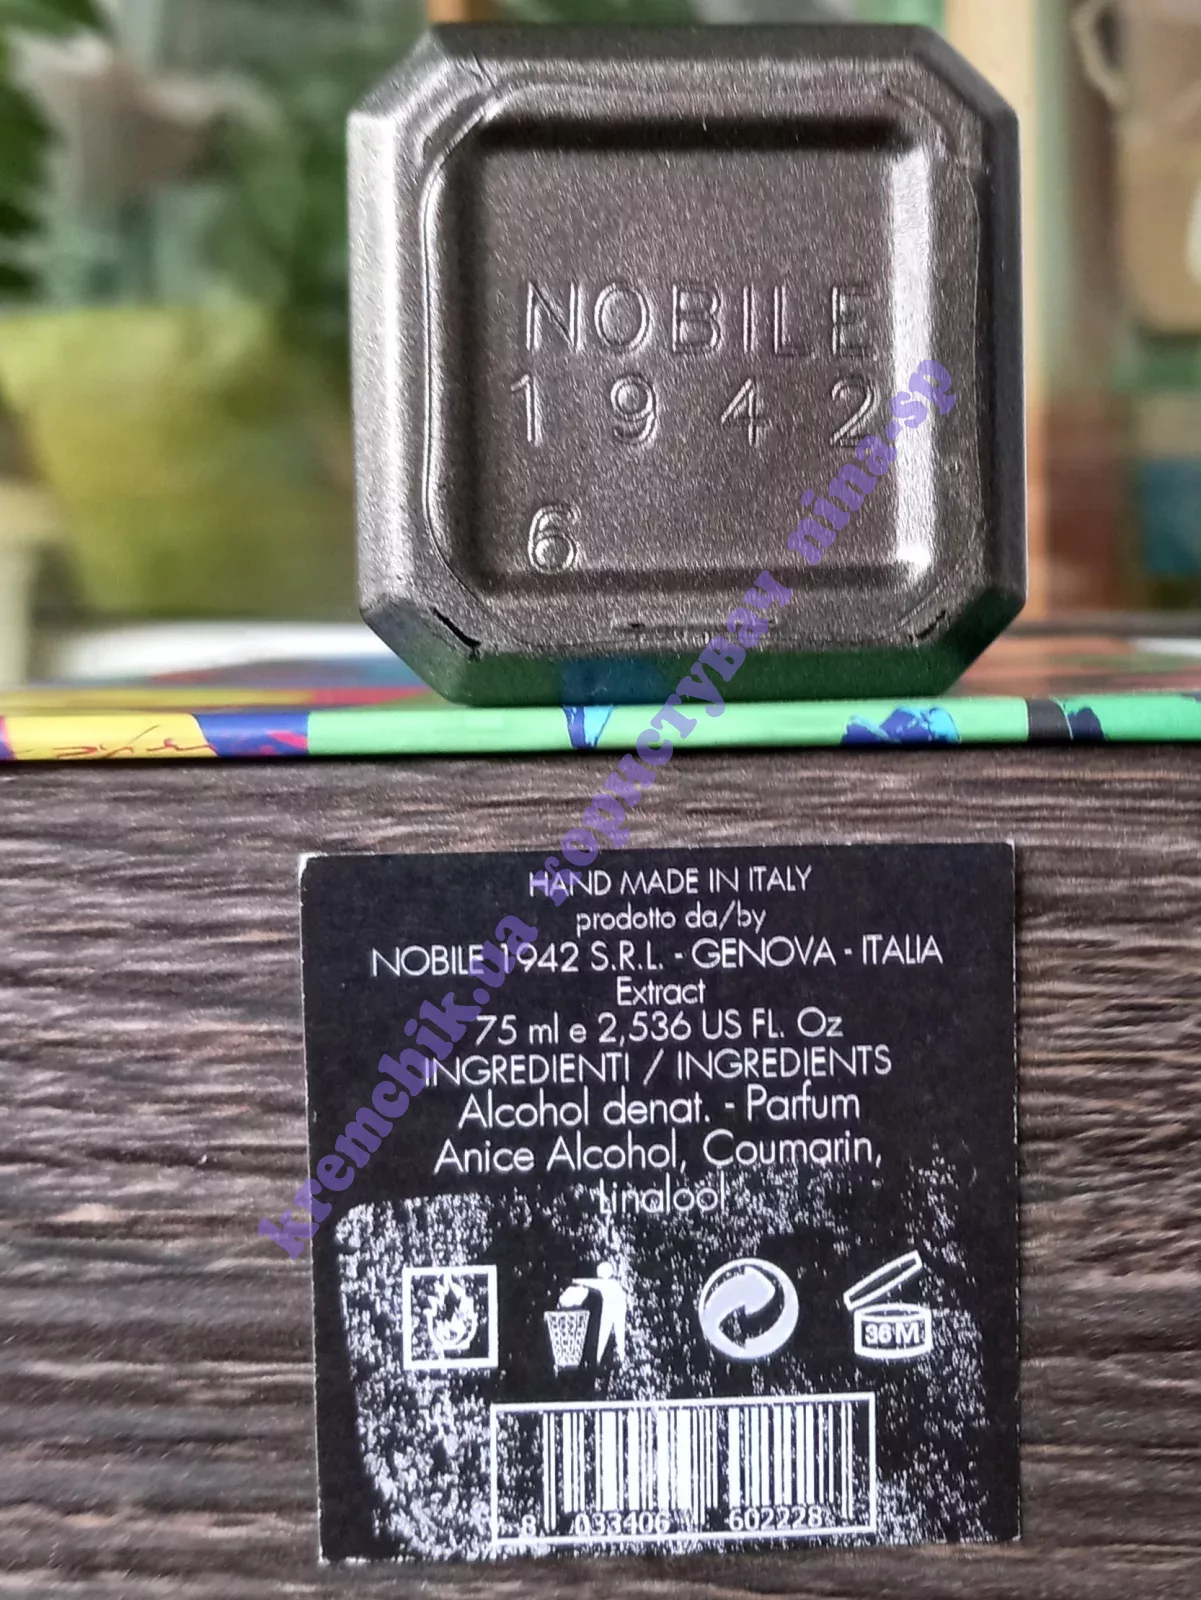 NOBILE
1942
6
HAND MADE IN ITALY
prodotto da/by
NOBILE 1942 S.R.L. - GENOVA - ITALIA
Extract
75 ml e 2,536 US FL. Oz
INGREDIENTI / INGREDIENTS
Alcohol denat. - Parfum
Anice Alcohol, Coumarin,
Linalool
36M
8 033406 602228
kremchik.ua користувач nina-sp